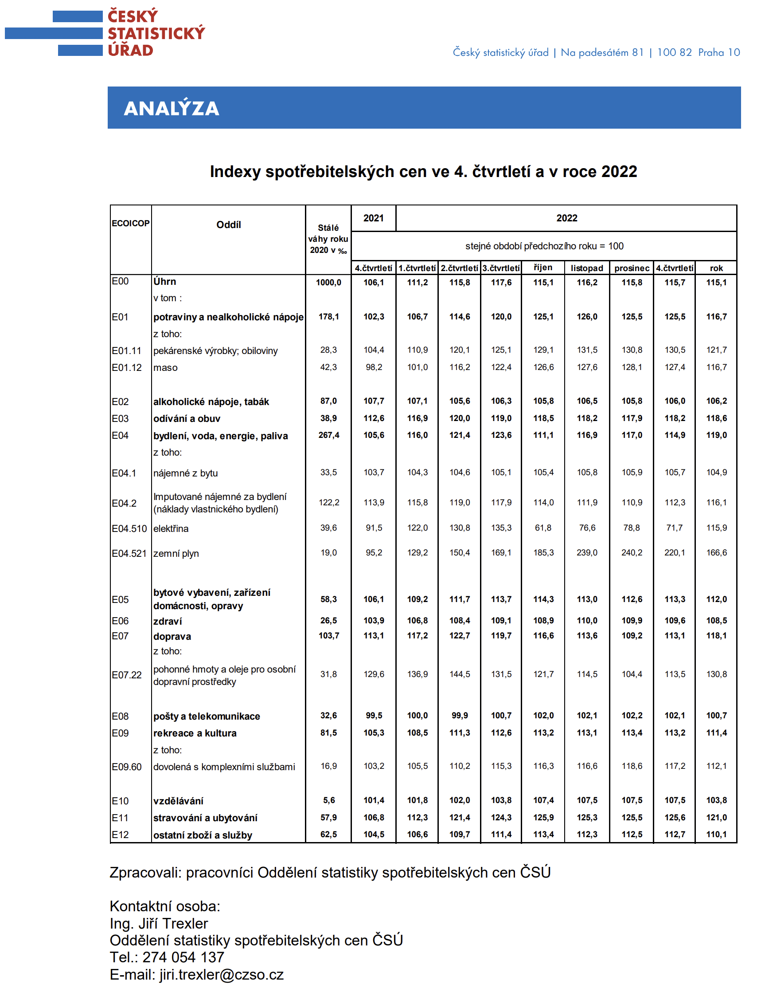 ČESKÝ
STATISTICKÝ
ÚŘAD
Český statistický úřad | Na padesátém 81 | 100 82 Praha 10
ANALÝZA
Indexy spotřebitelských cen ve 4. čtvrtletí a v roce 2022
ECOICOP Oddíl Stálé váhy roku 2020 v ‰ 2021 2022
stejné období předchozího roku = 100
4.čtvrtletí 1.čtvrtletí 2.čtvrtletí 3.čtvrtletí říjen listopad prosinec 4.čtvrtletí rok
E00 Úhrn 1000,0 106,1 111,2 115,8 117,6 115,1 116,2 115,8 115,7 115,1
v tom :
E01 potraviny a nealkoholické nápoje 178,1 102,3 106,7 114,6 120,0 125,1 126,0 125,5 125,5 116,7
z toho:
E01.11 pekárenské výrobky; obiloviny 28,3 104,4 110,9 120,1 125,1 129,1 131,5 130,8 130,5 121,7
E01.12 maso 42,3 98,2 101,0 116,2 122,4 126,6 127,6 128,1 127,4 116,7
E02 alkoholické nápoje, tabák 87,0 107,7 107,1 105,6 106,3 105,8 106,5 105,8 106,0 106,2
E03 odívání a obuv 38,9 112,6 116,9 120,0 119,0 118,5 118,2 117,9 118,2 118,6
E04 bydlení, voda, energie, paliva 267,4 105,6 116,0 121,4 123,6 111,1 116,9 117,0 114,9 119,0
z toho:
E04.1 nájemné z bytu 33,5 103,7 104,3 104,6 105,1 105,4 105,8 105,9 105,7 104,9
E04.2 Imputované nájemné za bydlení (náklady vlastnického bydlení) 122,2 113,9 115,8 119,0 117,9 114,0 111,9 110,9 112,3 116,1
E04.510 elektřina 39,6 91,5 122,0 130,8 135,3 61,8 76,6 78,8 71,7 115,9
E04.521 zemní plyn 19,0 95,2 129,2 150,4 169,1 185,3 239,0 240,2 220,1 166,6
E05 bytové vybavení, zařízení domácnosti, opravy 58,3 106,1 109,2 111,7 113,7 114,3 113,0 112,6 113,3 112,0
E06 zdraví 26,5 103,9 106,8 108,4 109,1 108,9 110,0 109,9 109,6 108,5
E07 doprava 103,7 113,1 117,2 122,7 119,7 116,6 113,6 109,2 113,1 118,1
z toho:
E07.22 pohonné hmoty a oleje pro osobní dopravní prostředky 31,8 129,6 136,9 144,5 131,5 121,7 114,5 104,4 113,5 130,8
E08 pošty a telekomunikace 32,6 99,5 100,0 99,9 100,7 102,0 102,1 102,2 102,1 100,7
E09 rekreace a kultura 81,5 105,3 108,5 111,3 112,6 113,2 113,1 113,4 113,2 111,4
z toho:
E09.60 dovolená s komplexními službami 16,9 103,2 105,5 110,2 115,3 116,3 116,6 118,6 117,2 112,1
E10 vzdělávání 5,6 101,4 101,8 102,0 103,8 107,4 107,5 107,5 107,5 103,8
E11 stravování a ubytování 57,9 106,8 112,3 121,4 124,3 125,9 125,3 125,5 125,6 121,0
E12 ostatní zboží a služby 62,5 104,5 106,6 109,7 111,4 113,4 112,3 112,5 112,7 110,1
Zpracovali: pracovníci Oddělení statistiky spotřebitelských cen ČSÚ
Kontaktní osoba:
Ing. Jiří Trexler
Oddělení statistiky spotřebitelských cen ČSÚ
Tel.: 274 054 137
E-mail: jiri.trexler@czso.cz